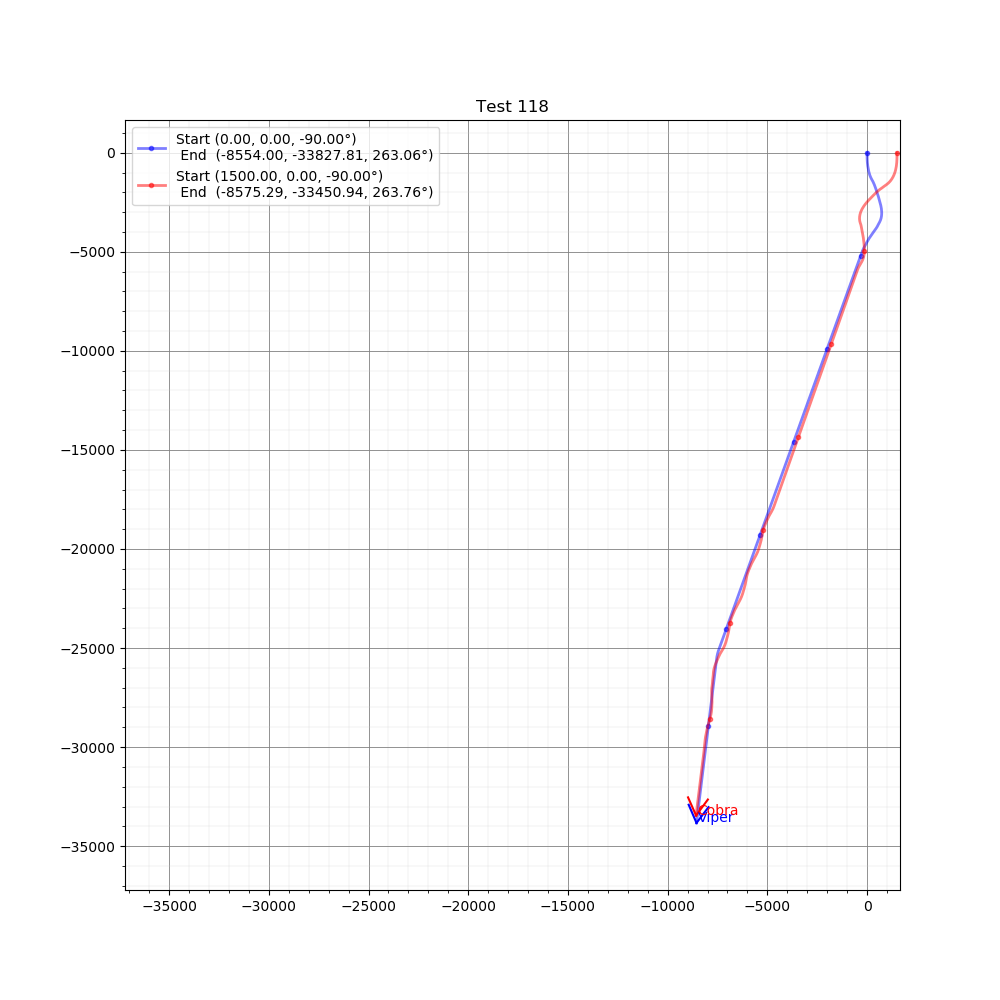 Test 118
Start (0.00, 0.00, -90.00°)
End (-8554.00, -33827.81, 263.06°)
Start (1500.00, 0.00, -90.00°)
End (-8575.29, -33450.94, 263.76°)
0
−5000
−10000
−15000
−20000
−25000
−30000
−35000
Cobra
Viper
−35000 −30000 −25000 −20000 −15000 −10000 −5000 0